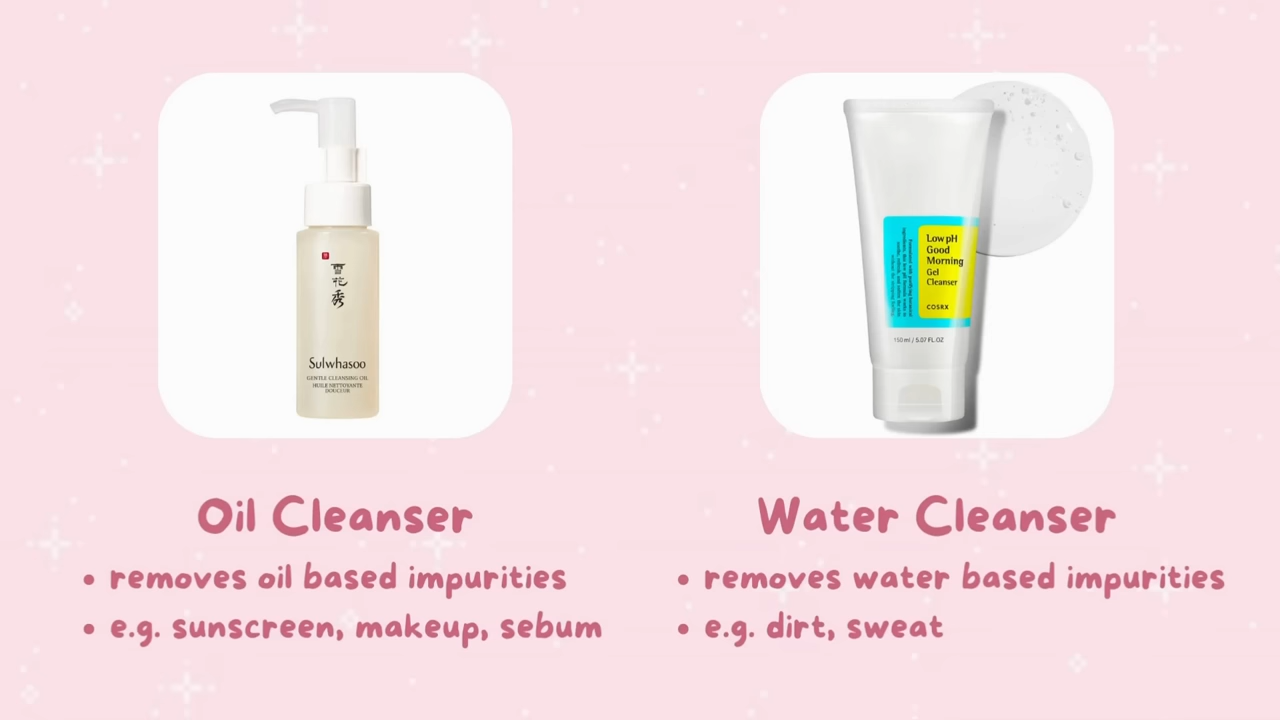 雪
花
秀
Sulwhasoo
GENTLE CLEANSING OIL
HUILE NETTOYANTE
DOUCEUR
Low pH
Good
Morning
Gel
Cleanser
COSRX
150 ml / 5.07 FL.OZ
Oil Cleanser
• removes oil based impurities
• e.g. sunscreen, makeup, sebum
Water Cleanser
• removes water based impurities
• e.g. dirt, sweat